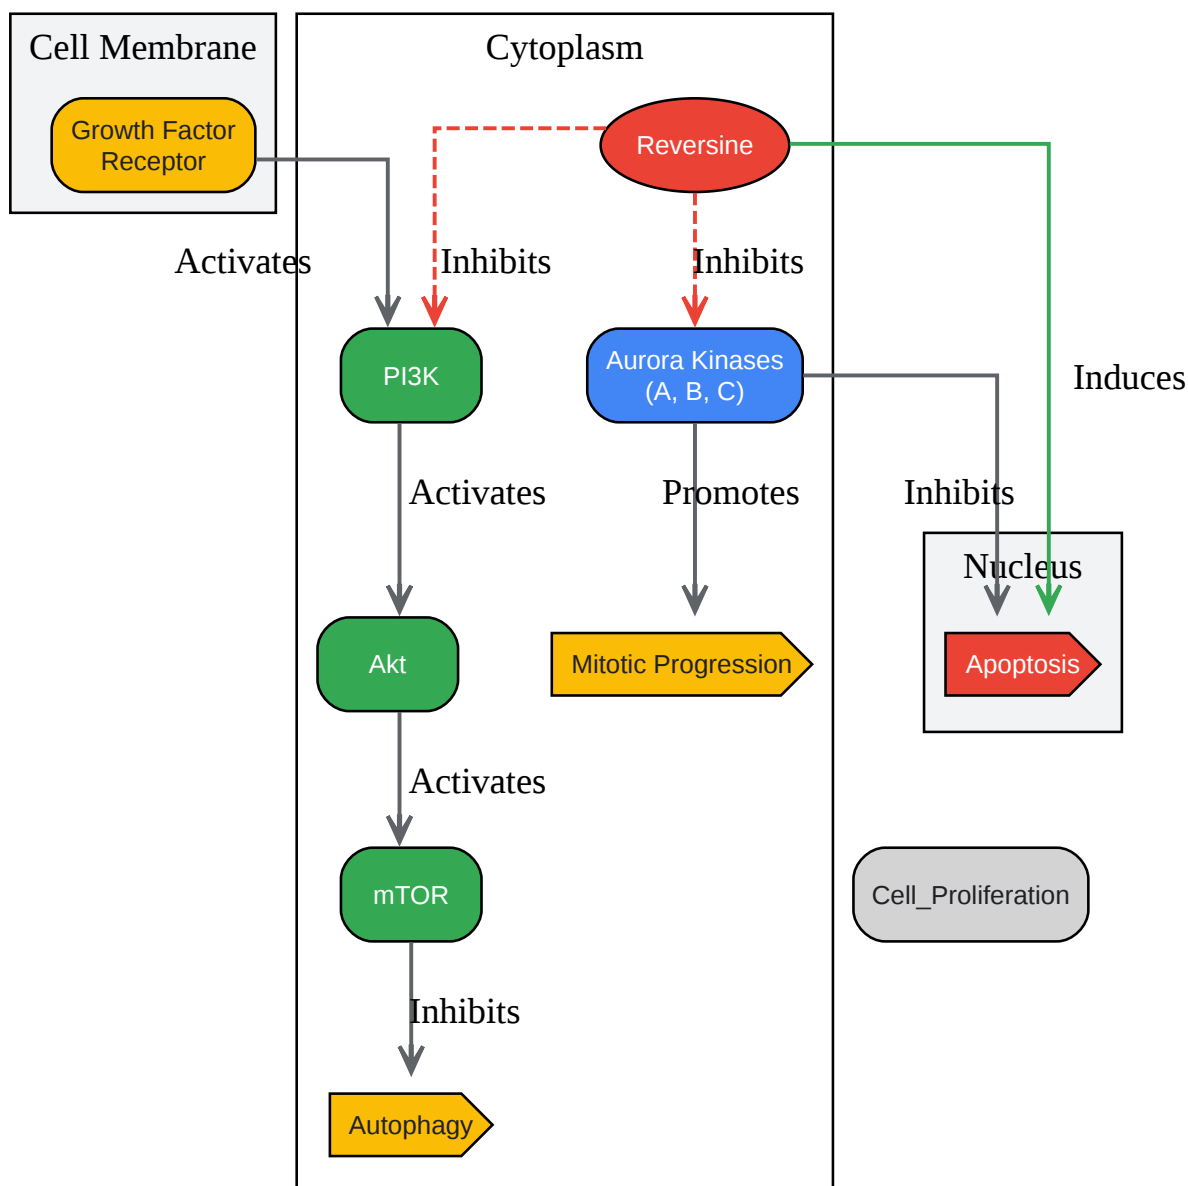 Cell Membrane
Cytoplasm
Growth Factor
Receptor
Reversine
Activates
Inhibits
Inhibits
PI3K
Aurora Kinases
(A, B, C)
Induces
Activates
Promotes
Inhibits
Nucleus
Akt
Mitotic Progression
Apoptosis
Activates
mTOR
Cell_Proliferation
Inhibits
Autophagy